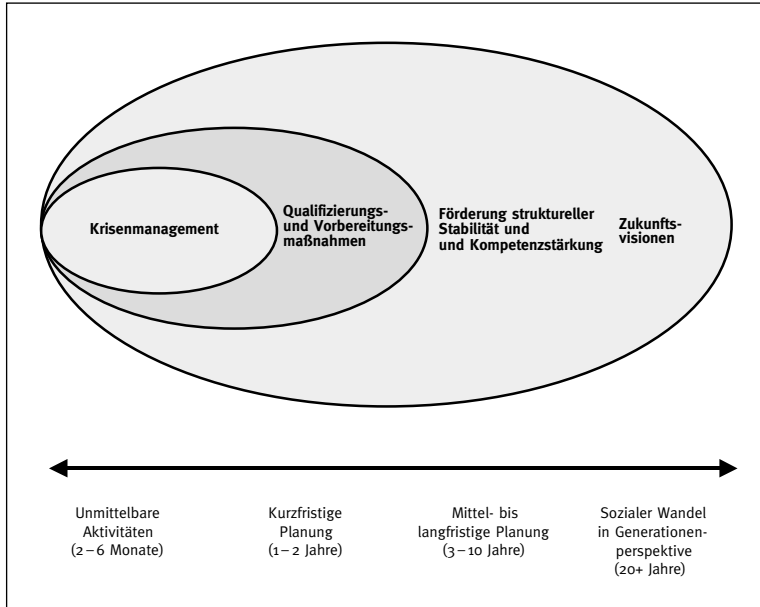 Krisenmanagement
Qualifizierungs-
und Vorbereitungs-
maßnahmen
Förderung struktureller
Stabilität und
und Kompetenzstärkung
Zukunfts-
visionen
Unmittelbare
Aktivitäten
(2–6 Monate)
Kurzfristige
Planung
(1–2 Jahre)
Mittel- bis
langfristige Planung
(3–10 Jahre)
Sozialer Wandel
in Generationen-
perspektive
(20+ Jahre)